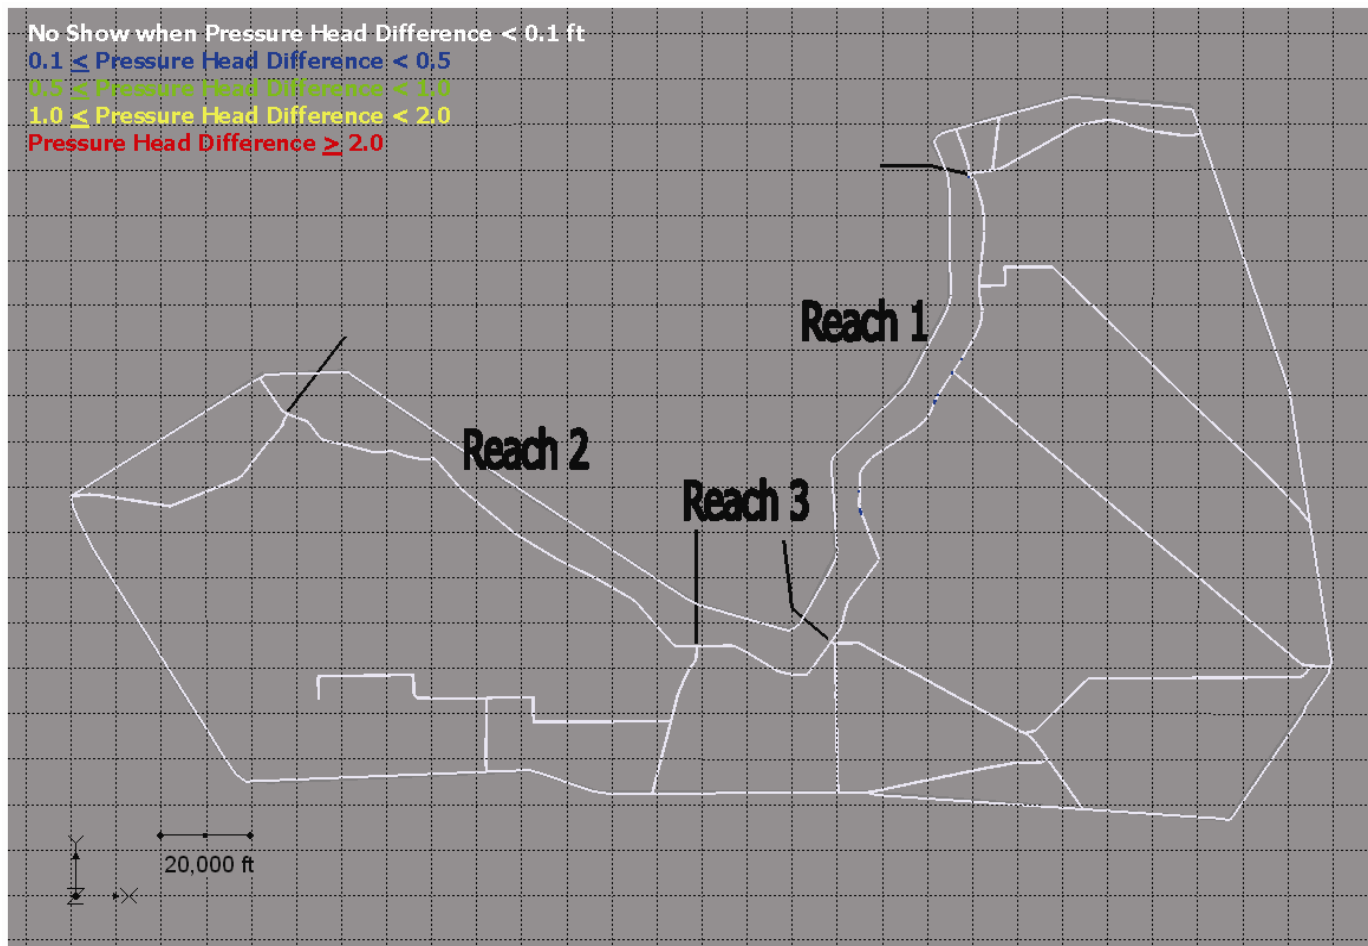 No Show when Pressure Head Difference < 0.1 ft
0.1 ≤ Pressure Head Difference < 0.5
0.5 ≤ Pressure Head Difference < 1.0
1.0 ≤ Pressure Head Difference < 2.0
Pressure Head Difference ≥ 2.0
Reach 1
Reach 2
Reach 3
20,000 ft
Y
Z
X